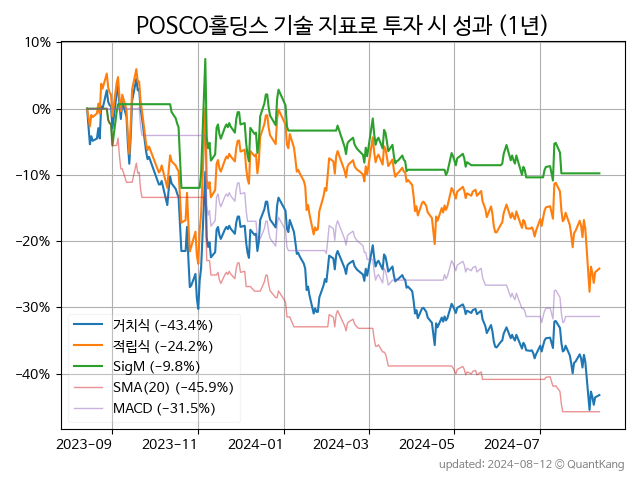 POSCO홀딩스 기술 지표로 투자 시 성과 (1년)
10%
0%
−10%
−20%
−30%
−40%
거치식 (−43.4%)
적립식 (−24.2%)
SigM (−9.8%)
SMA(20) (−45.9%)
MACD (−31.5%)
2023-09 2023-11 2024-01 2024-03 2024-05 2024-07
updated: 2024-08-12 © QuantKang